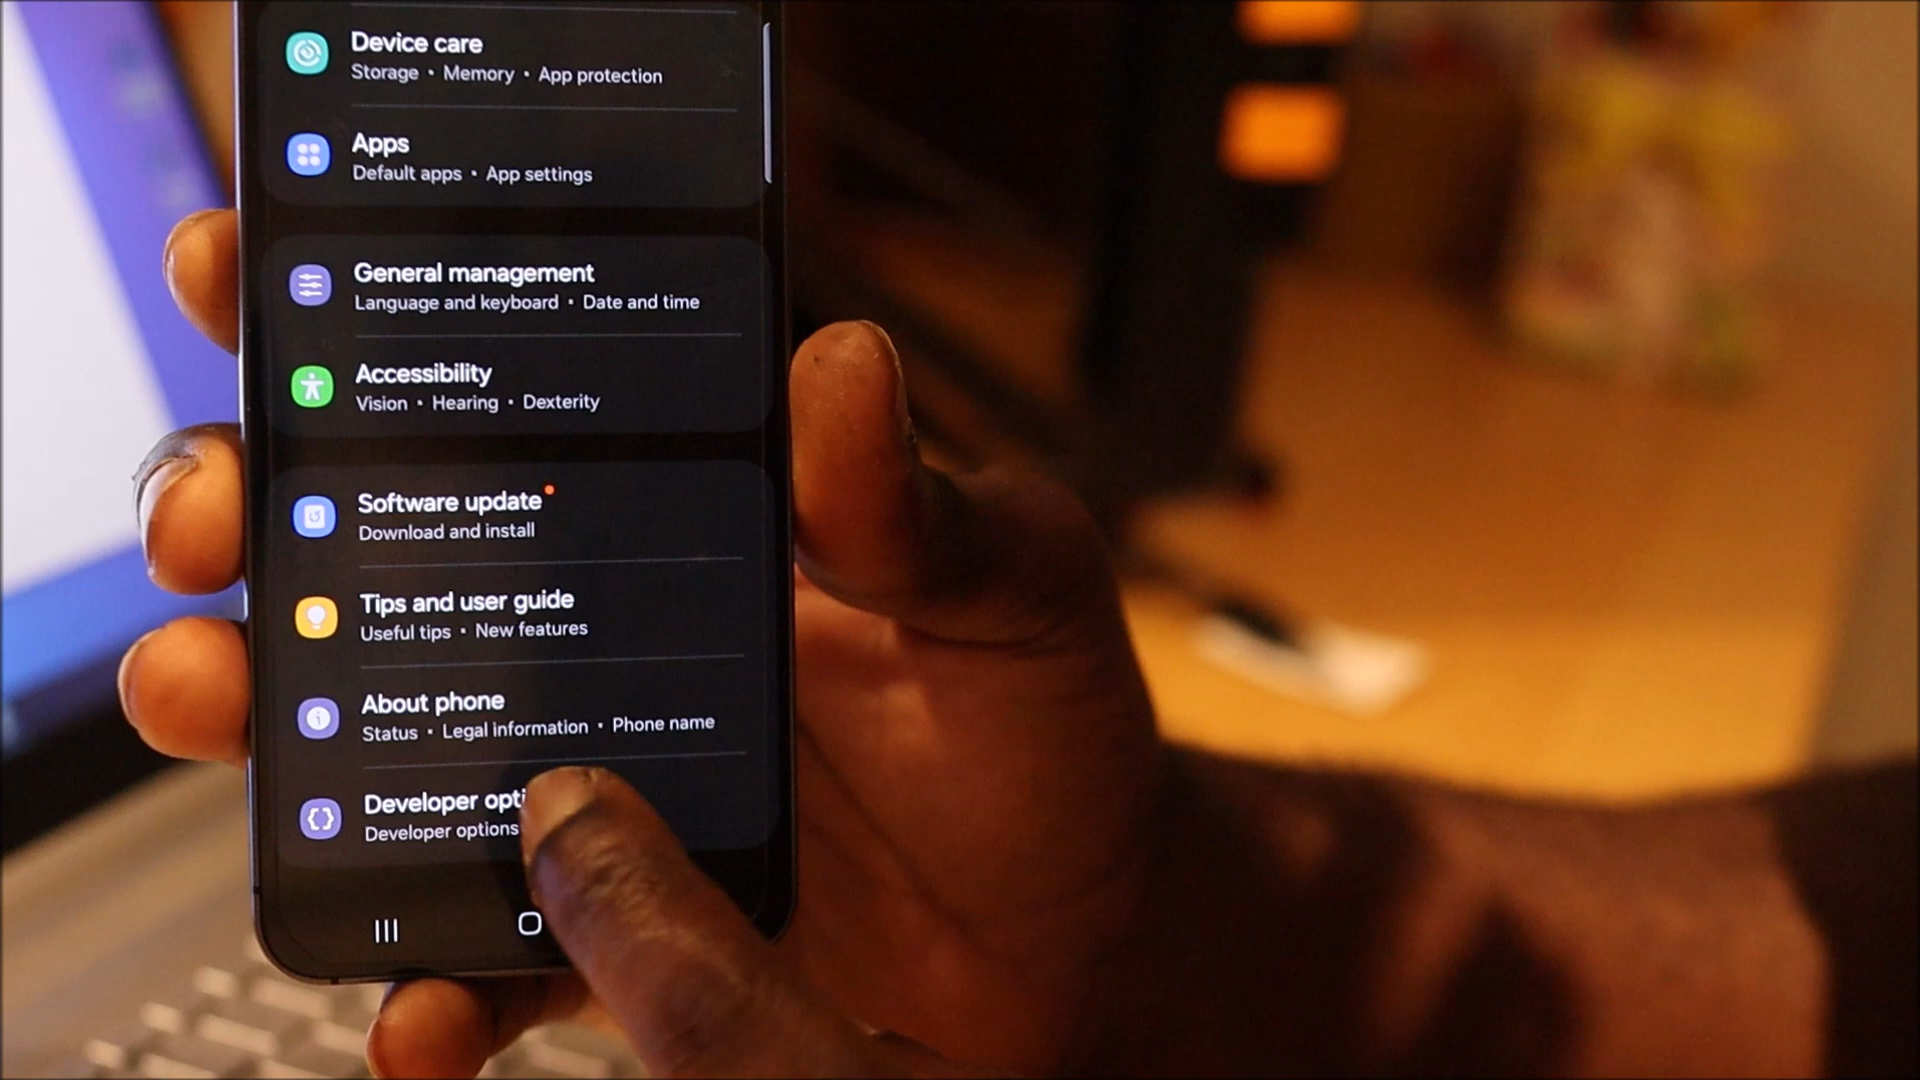 Device care
Storage • Memory • App protection
Apps
Default apps • App settings
General management
Language and keyboard • Date and time
Accessibility
Vision • Hearing • Dexterity
Software update
Download and install
Tips and user guide
Useful tips • New features
About phone
Status • Legal information • Phone name
Developer opti
Developer options